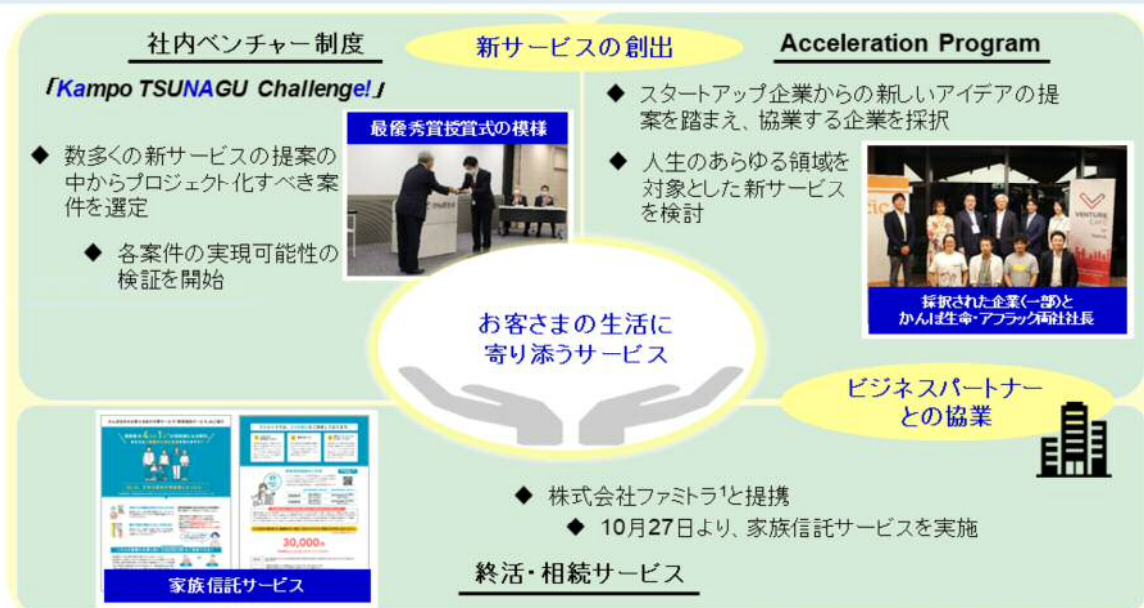 新サービスの創出
社内ベンチャー制度
「Kampo TSUNAGU Challenge!」
最優秀賞授賞式の模様
◆ 数多くの新サービスの提案の
中からプロジェクト化すべき案
件を選定
◆ 各案件の実現可能性の
検証を開始
Acceleration Program
◆ スタートアップ企業からの新しいアイデアの提
案を踏まえ、協業する企業を採択
◆ 人生のあらゆる領域を
対象とした新サービス
を検討
VENTURE
CAFE
採択された企業(一部)と
かんぽ生命・アフラック両社社長
お客さまの生活に
寄り添うサービス
ビジネスパートナー
との協業
◆ 株式会社ファミトラ¹と提携
◆ 10月27日より、家族信託サービスを実施
30,000
家族信託サービス
終活・相続サービス